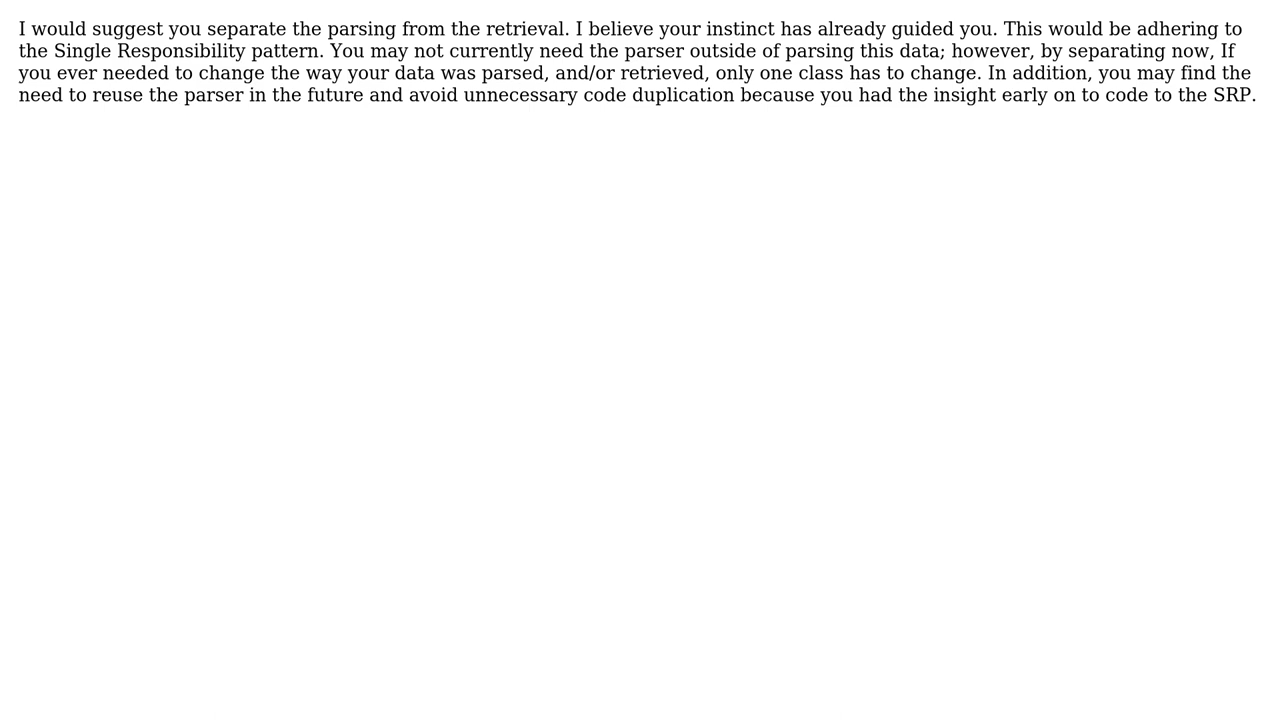 I would suggest you separate the parsing from the retrieval. I believe your instinct has already guided you. This would be adhering to
the Single Responsibility pattern. You may not currently need the parser outside of parsing this data; however, by separating now, If
you ever needed to change the way your data was parsed, and/or retrieved, only one class has to change. In addition, you may find the
need to reuse the parser in the future and avoid unnecessary code duplication because you had the insight early on to code to the SRP.